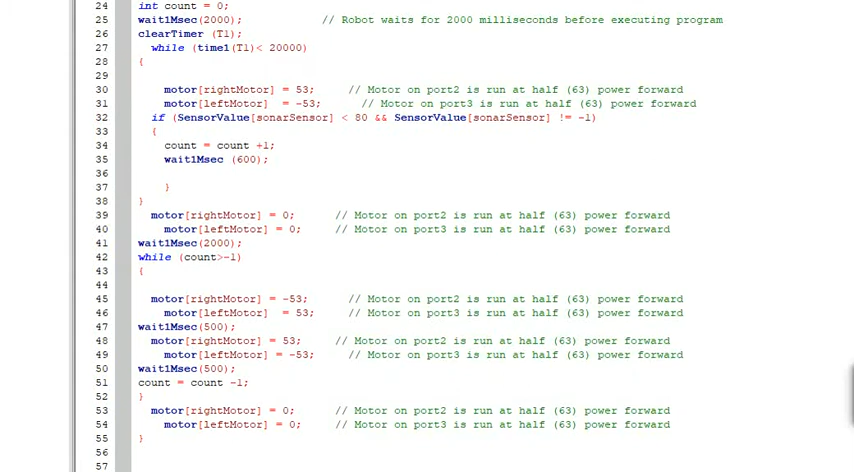 24 int count = 0;
25 wait1Msec(2000); // Robot waits for 2000 milliseconds before executing program
26 clearTimer (T1);
27 while (time1(T1)< 20000)
28 {
29
30 motor[rightMotor] = 53; // Motor on port2 is run at half (63) power forward
31 motor[leftMotor] = -53; // Motor on port3 is run at half (63) power forward
32 if (SensorValue[sonarSensor] < 80 && SensorValue[sonarSensor] != -1)
33 {
34 count = count +1;
35 wait1Msec (600);
36
37 }
38 }
39 motor[rightMotor] = 0; // Motor on port2 is run at half (63) power forward
40 motor[leftMotor] = 0; // Motor on port3 is run at half (63) power forward
41 wait1Msec(2000);
42 while (count>-1)
43 {
44
45 motor[rightMotor] = -53; // Motor on port2 is run at half (63) power forward
46 motor[leftMotor] = 53; // Motor on port3 is run at half (63) power forward
47 wait1Msec(500);
48 motor[rightMotor] = 53; // Motor on port2 is run at half (63) power forward
49 motor[leftMotor] = -53; // Motor on port3 is run at half (63) power forward
50 wait1Msec(500);
51 count = count -1;
52 }
53 motor[rightMotor] = 0; // Motor on port2 is run at half (63) power forward
54 motor[leftMotor] = 0; // Motor on port3 is run at half (63) power forward
55 }
56
57